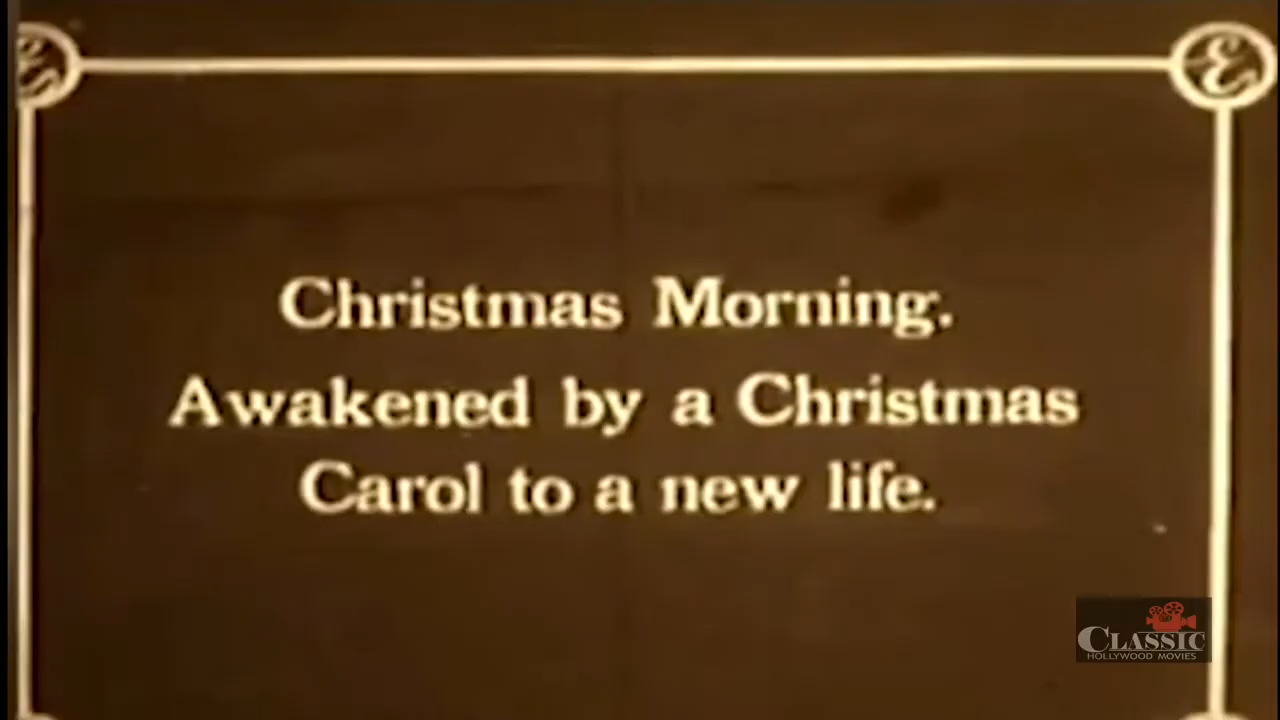 E
E
Christmas Morning.
Awakened by a Christmas
Carol to a new life.
CLASSIC
HOLLYWOOD MOVIES